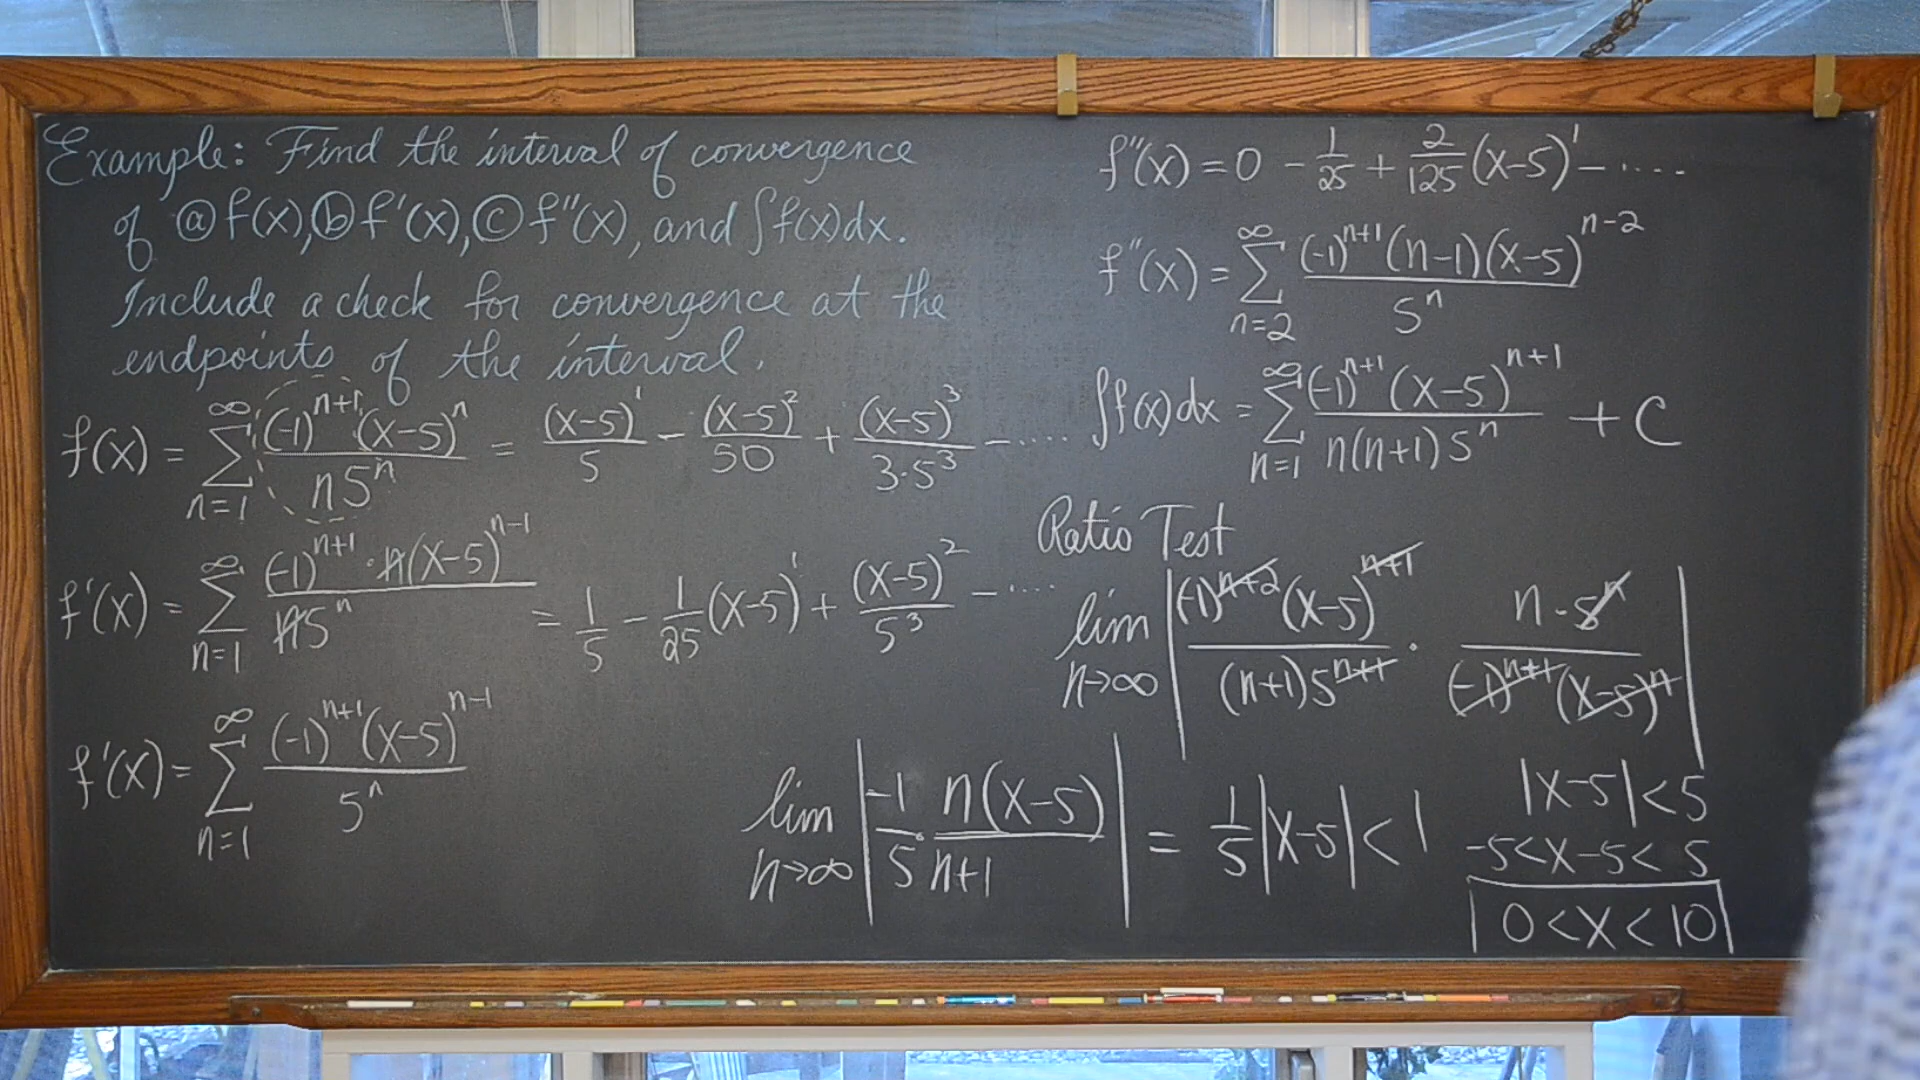 Example: Find the interval of convergence
of ⓐ f(x), ⓑ f'(x), ⓒ f''(x), and ∫f(x)dx.
Include a check for convergence at the
endpoints of the interval.
f(x) = ∑_{n=1}^{∞} (-1)^{n+1}·(x-5)^n / n5^n = (x-5)^1/5 - (x-5)^2/50 + (x-5)^3/3·5^3 - ....
f'(x) = ∑_{n=1}^{∞} (-1)^{n+1}·n(x-5)^{n-1} / n5^n = 1/5 - 1/25 (x-5)^1 + (x-5)^2/5^3 - ....
f'(x) = ∑_{n=1}^{∞} (-1)^{n+1}(x-5)^{n-1} / 5^n
f''(x) = 0 - 1/25 + 2/125 (x-5)^1 - ....
f''(x) = ∑_{n=2}^{∞} (-1)^{n+1}(n-1)(x-5)^{n-2} / 5^n
∫f(x)dx = ∑_{n=1}^{∞} (-1)^{n+1}(x-5)^{n+1} / n(n+1)5^n + C
Ratio Test
lim_{n→∞} | (-1)^{n+2}(x-5)^{n+1} / (n+1)5^{n+1} · n·5^n / (-1)^{n+1}(x-5)^n |
lim_{n→∞} | -1/5 · n(x-5)/n+1 | = 1/5 |x-5| < 1
|x-5| < 5
-5 < x-5 < 5
0 < x < 10